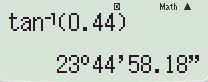 D Math ▲
tan⁻¹(0.44)
23°44'58.18"